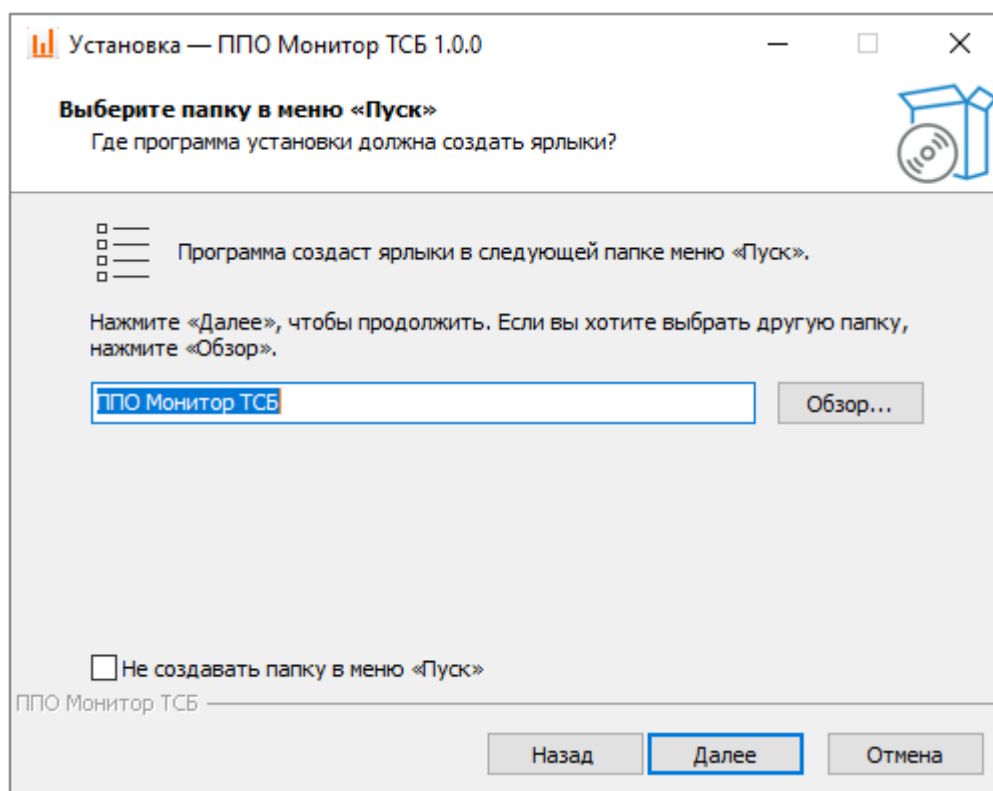 Установка — ППО Монитор ТСБ 1.0.0
Выберите папку в меню «Пуск»
Где программа установки должна создать ярлыки?
Программа создаст ярлыки в следующей папке меню «Пуск».
Нажмите «Далее», чтобы продолжить. Если вы хотите выбрать другую папку,
нажмите «Обзор».
ППО Монитор ТСБ
Обзор...
Не создавать папку в меню «Пуск»
ППО Монитор ТСБ
Назад
Далее
Отмена